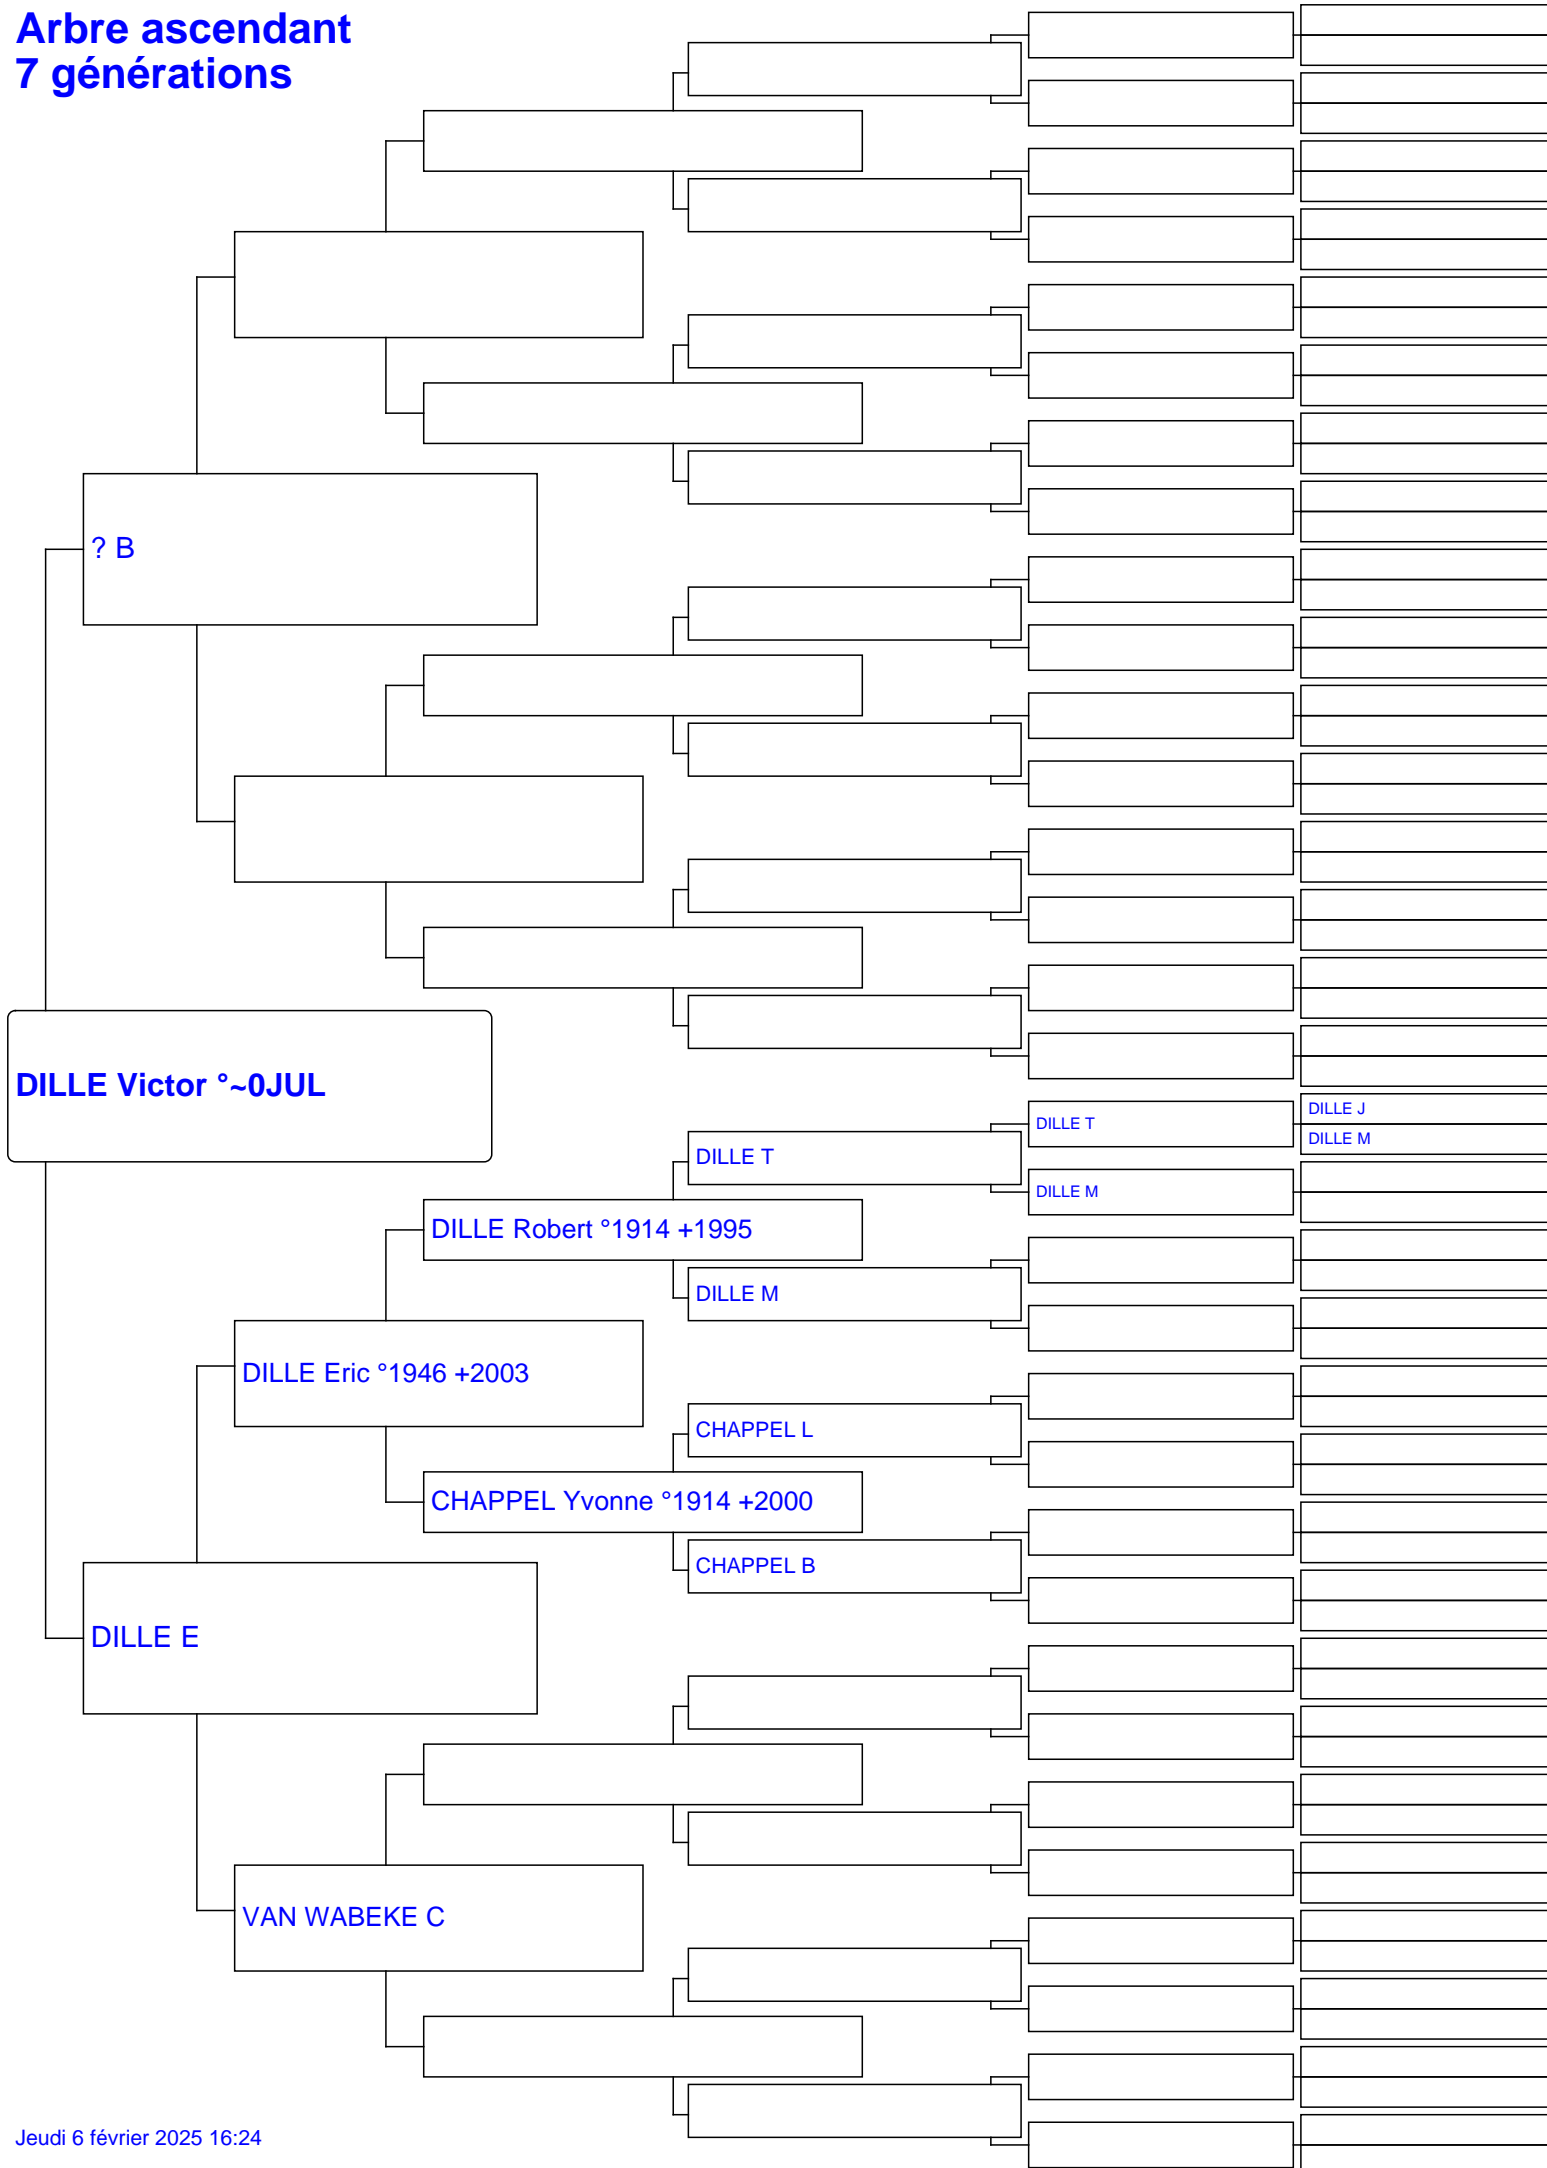 Arbre ascendant
7 générations
? B
DILLE Victor °~0JUL
DILLE J
DILLE T
DILLE M
DILLE T
DILLE M
DILLE Robert °1914 +1995
DILLE M
DILLE Eric °1946 +2003
CHAPPEL L
CHAPPEL Yvonne °1914 +2000
CHAPPEL B
DILLE E
VAN WABEKE C
Jeudi 6 février 2025 16:24